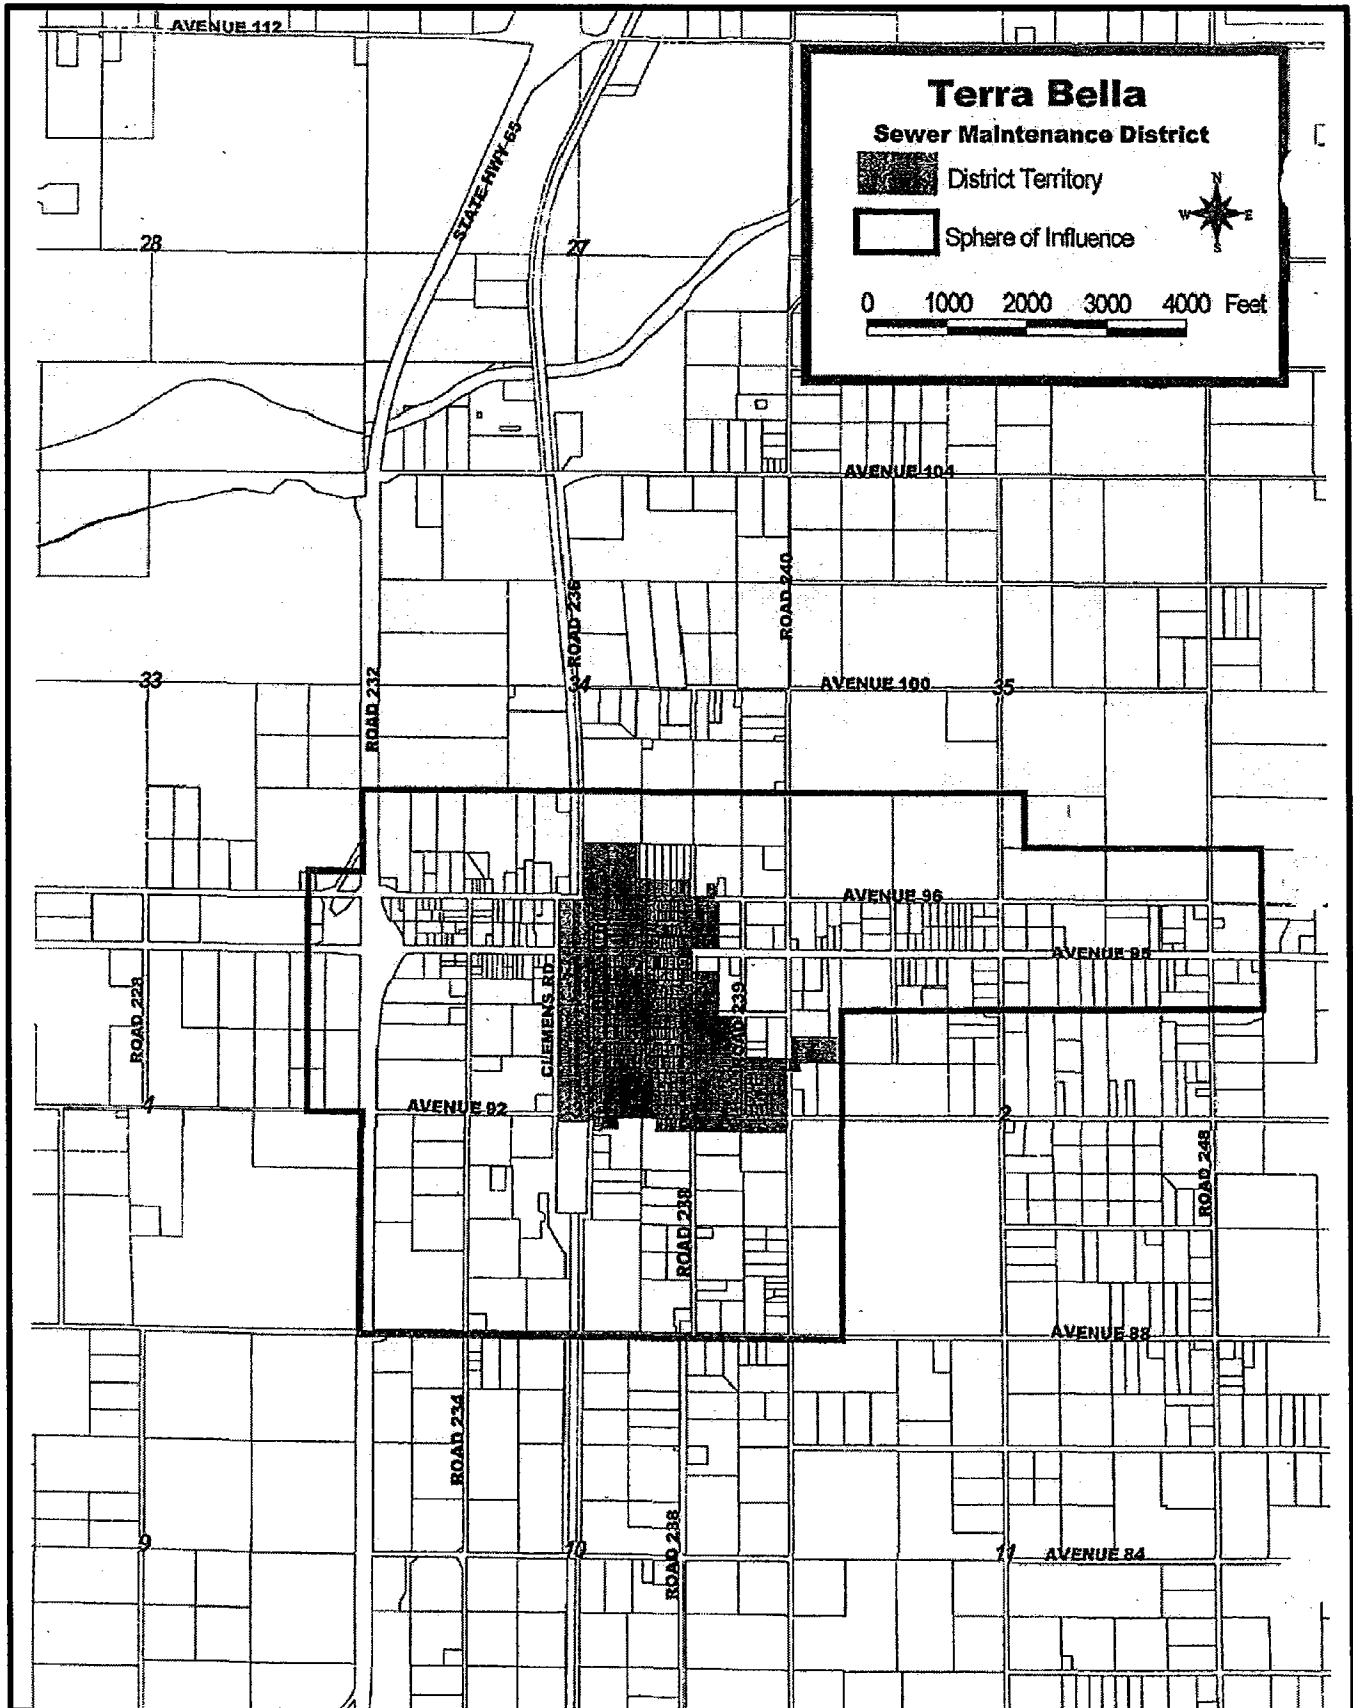 AVENUE 112
Terra Bella
Sewer Maintenance District
District Territory
Sphere of Influence
N
W E
S
0 1000 2000 3000 4000 Feet
STATE HWY 65
28
27
AVENUE 104
ROAD 236
ROAD 240
33
34
ROAD 232
AVENUE 100
35
AVENUE 96
AVENUE 95
ROAD 228
CLEMENS RD
ROAD 239
4
AVENUE 92
2
ROAD 248
ROAD 238
AVENUE 88
ROAD 234
9
10
ROAD 238
11
AVENUE 84